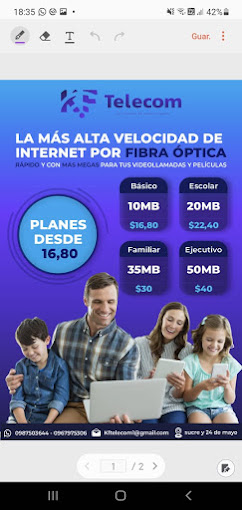 18:35
42%
T
Guar.
KF Telecom
LA MÁS ALTA VELOCIDAD DE
INTERNET POR FIBRA ÓPTICA
RÁPIDO Y CON MAS MEGAS PARA TUS VIDEOLLAMADAS Y PELÍCULAS
PLANES
DESDE
16,80
Básico
10MB
$16,80
Escolar
20MB
$22,40
Familiar
35MB
$30
Ejecutivo
50MB
$40
0987503644 - 0967975306
Kftelecom1@gmail.com
sucre y 24 de mayo
1 / 2